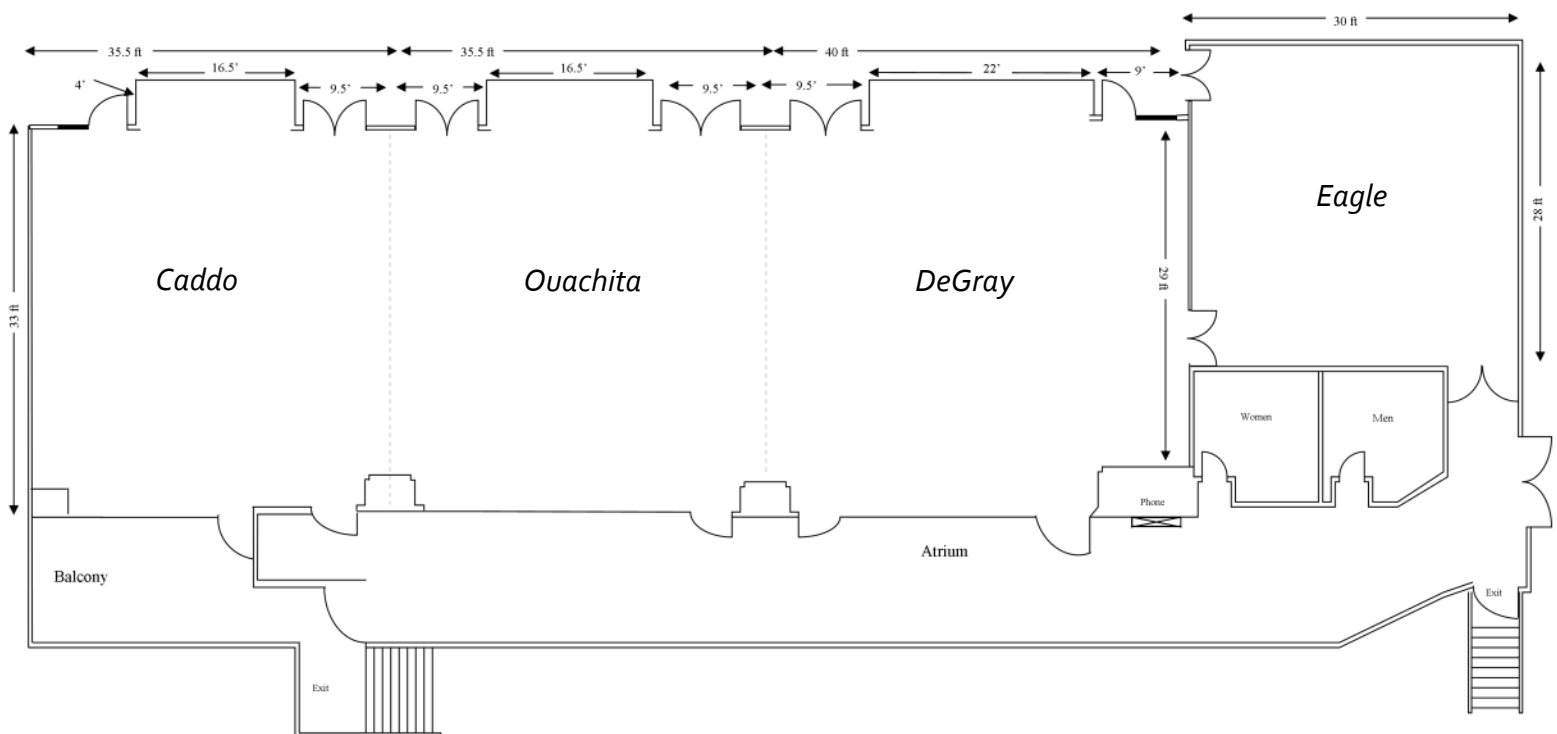 30 ft
35.5 ft
35.5 ft
40 ft
16.5'
16.5'
22'
9'
4'
9.5'
9.5'
9.5'
9.5'
28 ft
Eagle
Caddo
Ouachita
DeGray
29 ft
33 ft
Women
Men
Phone
Atrium
Balcony
Exit
Exit